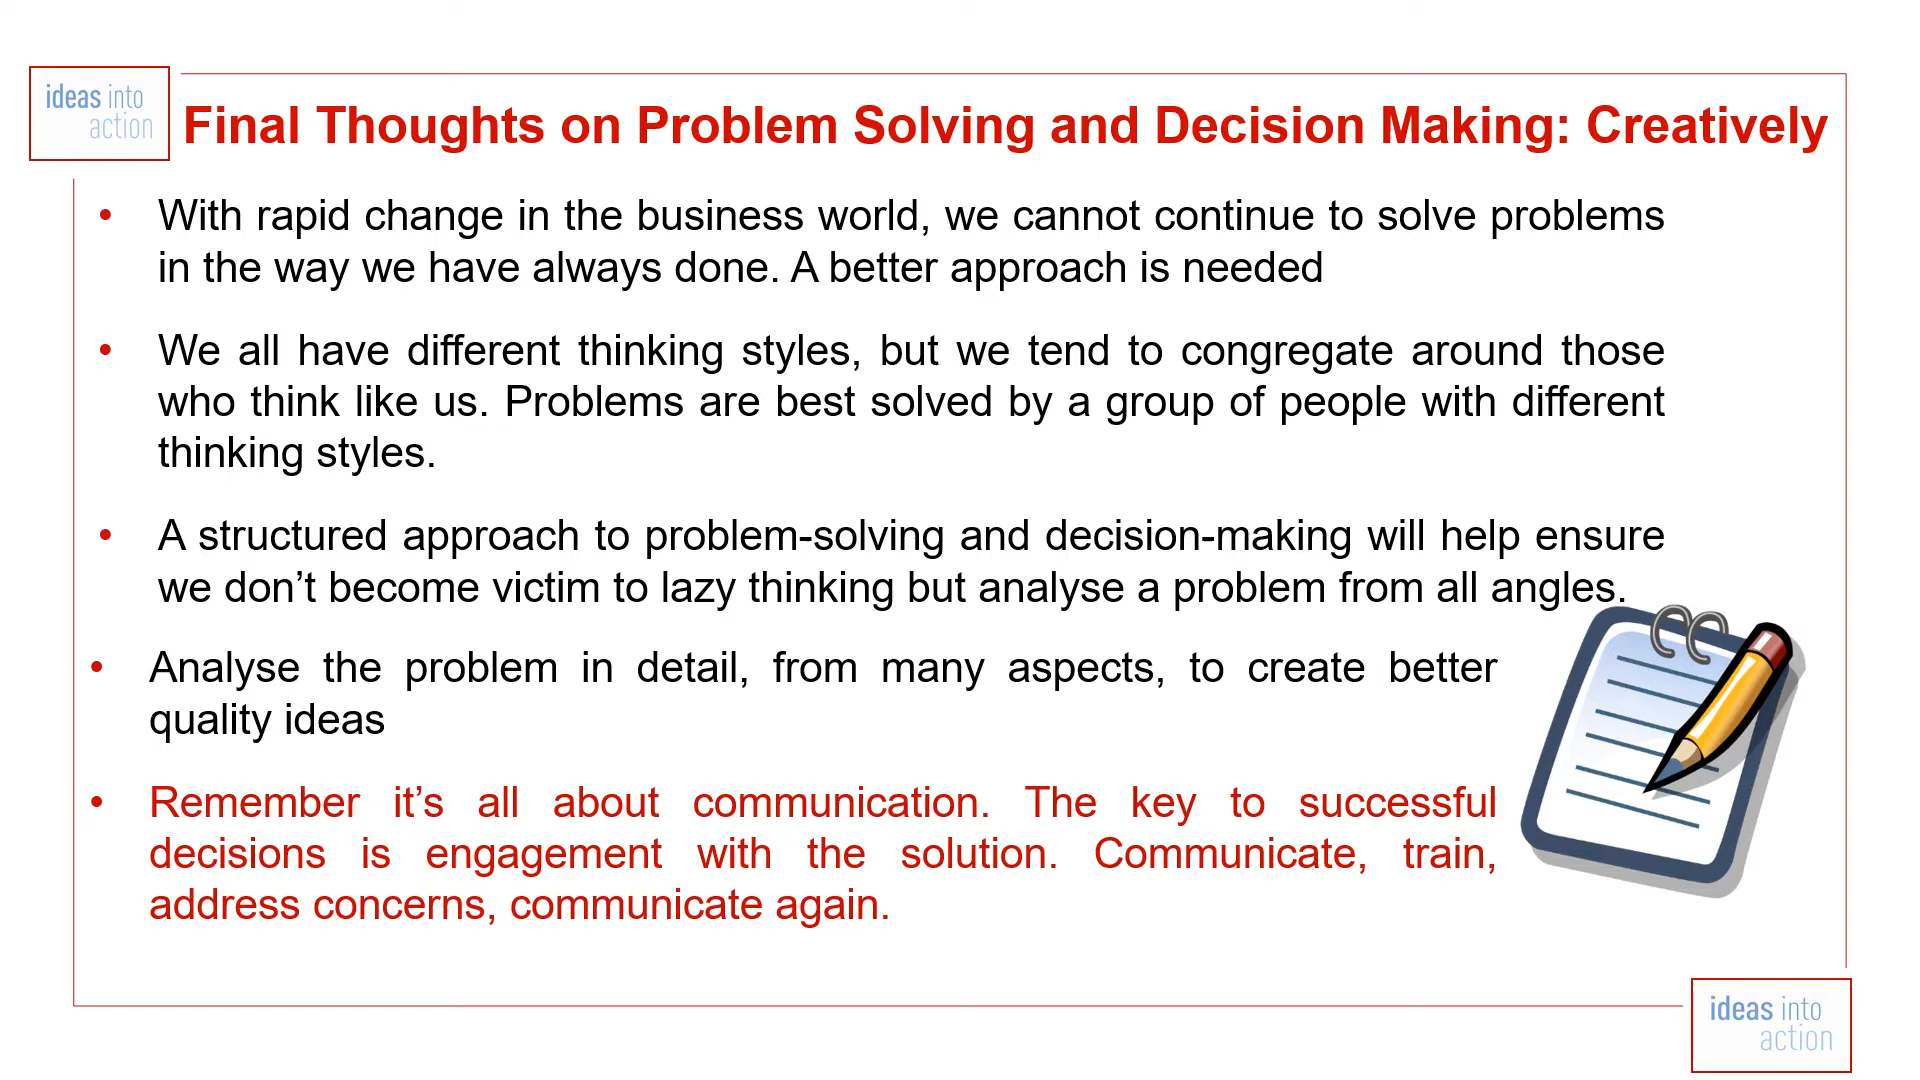 ideas into
action
Final Thoughts on Problem Solving and Decision Making: Creatively
• With rapid change in the business world, we cannot continue to solve problems
in the way we have always done. A better approach is needed
• We all have different thinking styles, but we tend to congregate around those
who think like us. Problems are best solved by a group of people with different
thinking styles.
• A structured approach to problem-solving and decision-making will help ensure
we don’t become victim to lazy thinking but analyse a problem from all angles.
• Analyse the problem in detail, from many aspects, to create better
quality ideas
• Remember it’s all about communication. The key to successful
decisions is engagement with the solution. Communicate, train,
address concerns, communicate again.
ideas into
action